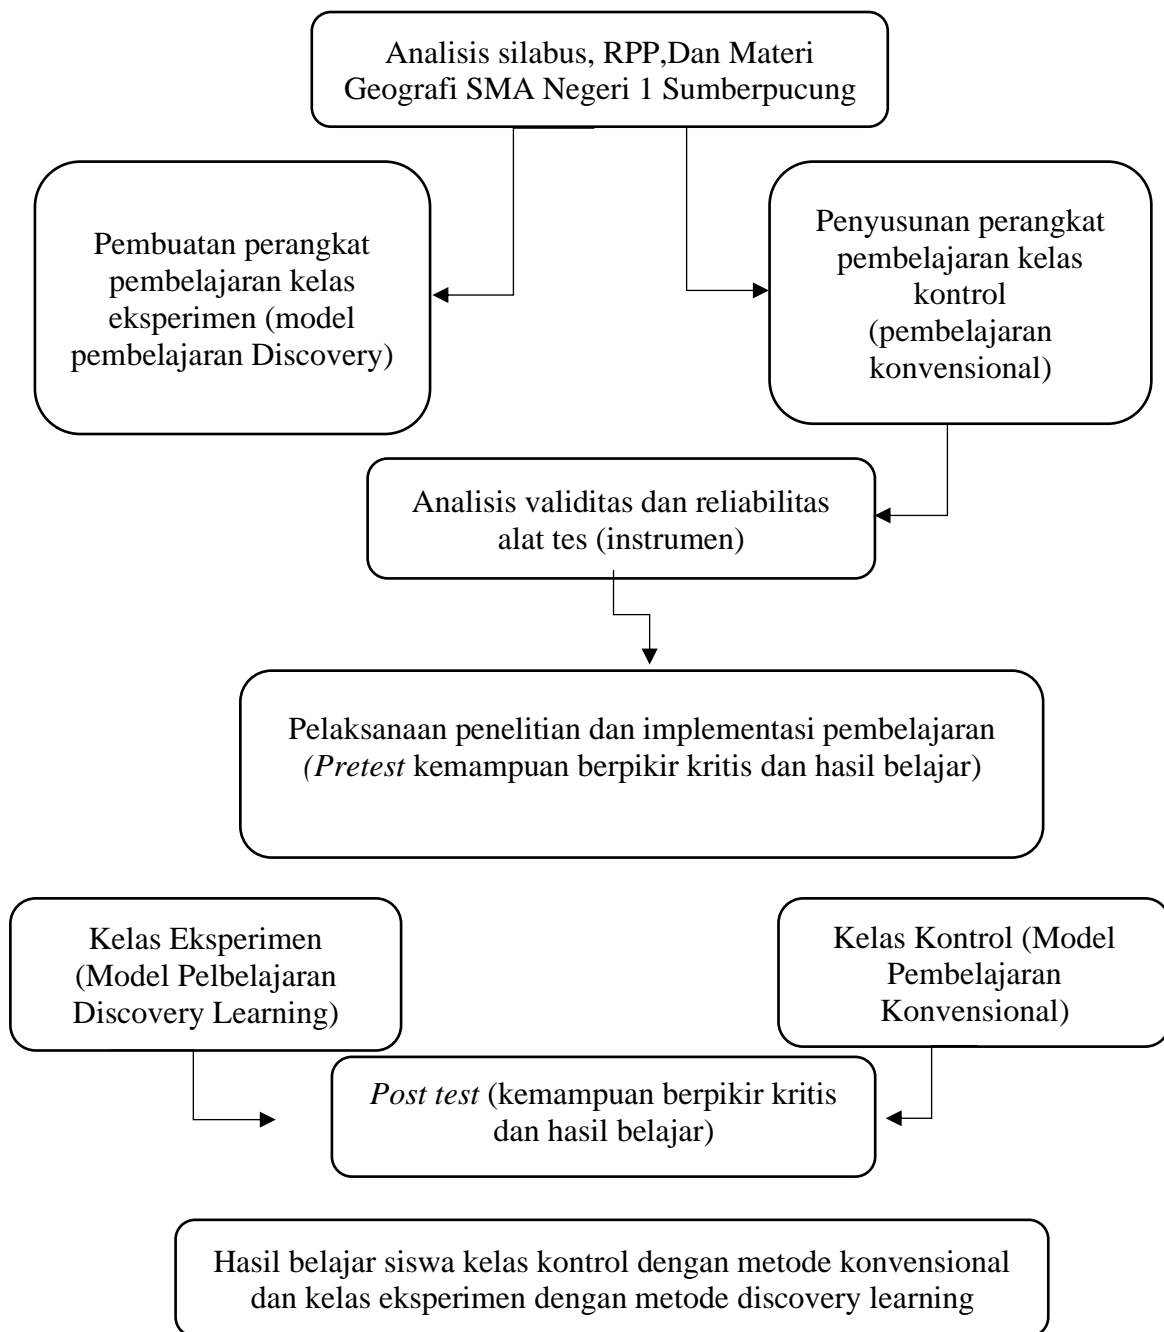 Analisis silabus, RPP,Dan Materi
Geografi SMA Negeri 1 Sumberpucung
Pembuatan perangkat
pembelajaran kelas
eksperimen (model
pembelajaran Discovery)
Penyusunan perangkat
pembelajaran kelas
kontrol
(pembelajaran
konvensional)
Analisis validitas dan reliabilitas
alat tes (instrumen)
Pelaksanaan penelitian dan implementasi pembelajaran
(Pretest kemampuan berpikir kritis dan hasil belajar)
Kelas Eksperimen
(Model Pelbelajaran
Discovery Learning)
Kelas Kontrol (Model
Pembelajaran
Konvensional)
Post test (kemampuan berpikir kritis
dan hasil belajar)
Hasil belajar siswa kelas kontrol dengan metode konvensional
dan kelas eksperimen dengan metode discovery learning